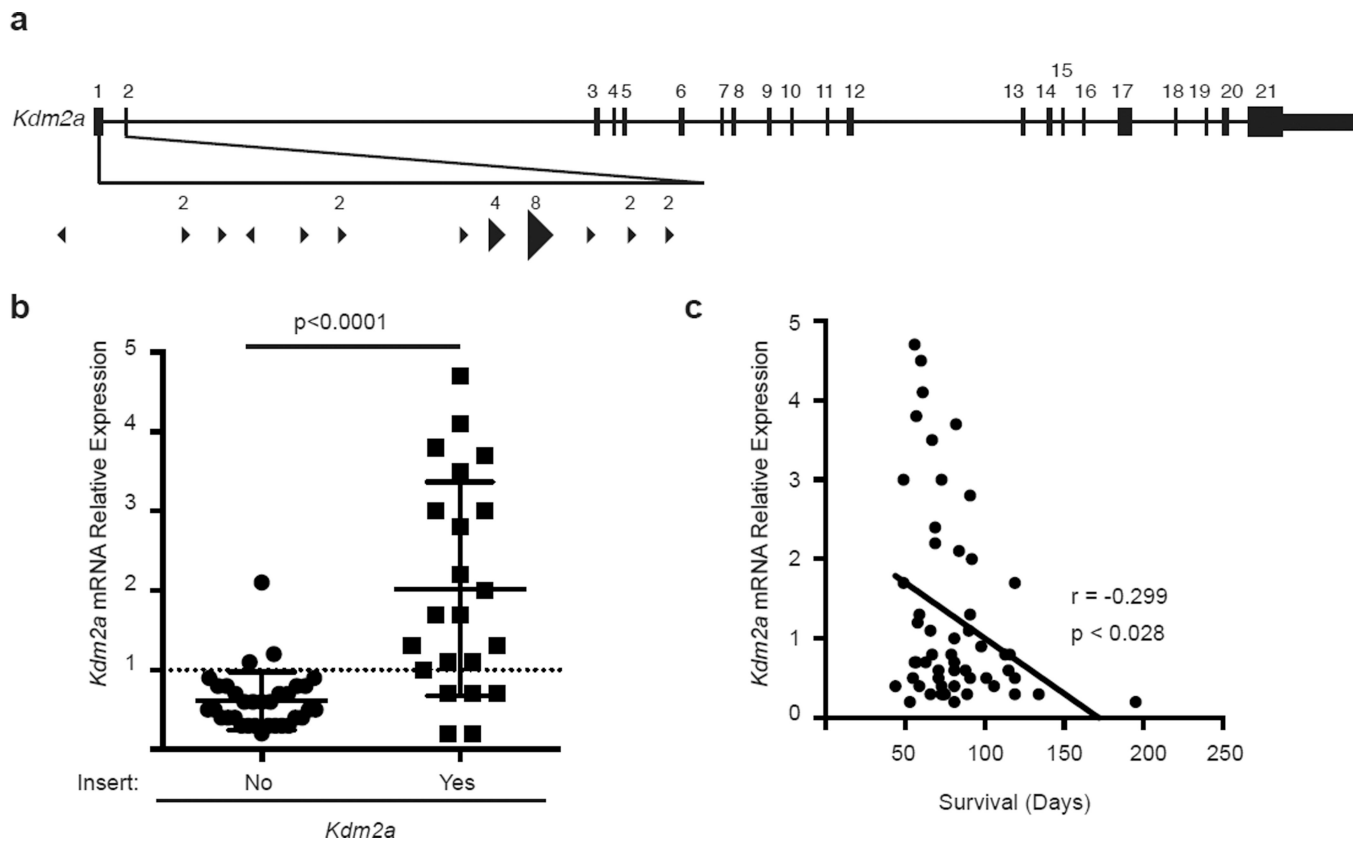 a
15
1 2 3 4 5 6 7 8 9 10 11 12 13 14 16 17 18 19 20 21
Kdm2a
2 2 4 8 2 2
b
p<0.0001
Kdm2a mRNA Relative Expression
5
4
3
2
1
Insert: No Yes
Kdm2a
c
Kdm2a mRNA Relative Expression
5
4
3
2
1
0
r = -0.299
p < 0.028
50 100 150 200 250
Survival (Days)